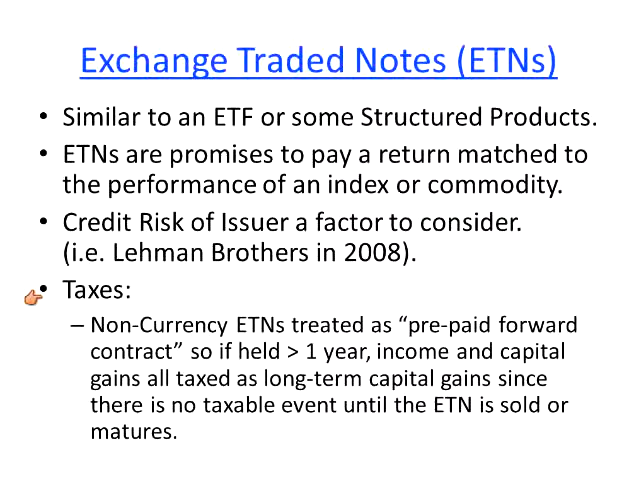 Exchange Traded Notes (ETNs)
• Similar to an ETF or some Structured Products.
• ETNs are promises to pay a return matched to
the performance of an index or commodity.
• Credit Risk of Issuer a factor to consider.
(i.e. Lehman Brothers in 2008).
• Taxes:
– Non-Currency ETNs treated as “pre-paid forward
contract” so if held > 1 year, income and capital
gains all taxed as long-term capital gains since
there is no taxable event until the ETN is sold or
matures.